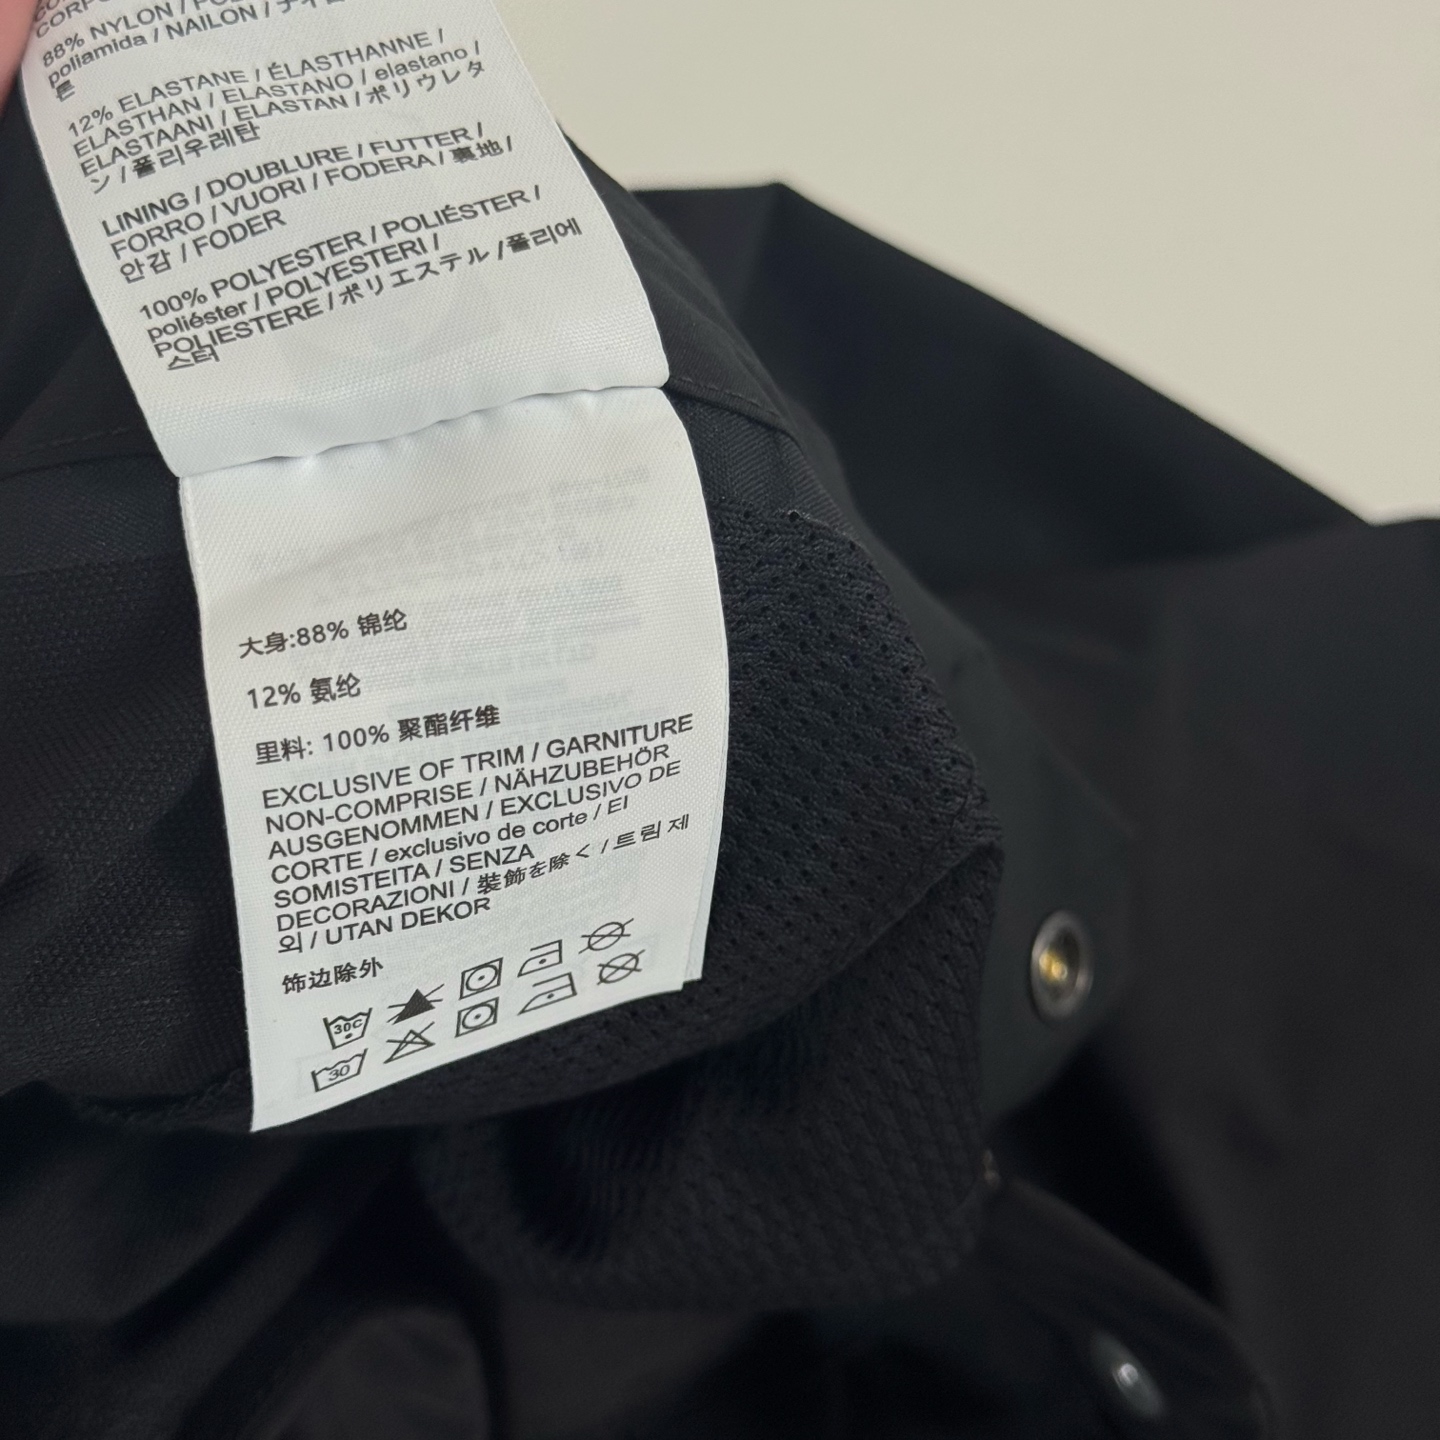 88% NYLON /
poliamida / NAILON /
톤
12% ELASTANE / ÉLASTHANNE /
ELASTHAN / ELASTANO / elastano /
ELASTAANI / ELASTAN / ポリウレタ
ン / 폴리우레탄
LINING / DOUBLURE / FUTTER /
FORRO / VUORI / FODERA / 裏地 /
안감 / FODER
100% POLYESTER / POLIÉSTER /
poliéster / POLYESTERI /
POLIESTERE / ポリエステル / 폴리에
스터
大身:88% 锦纶
12% 氨纶
里料: 100% 聚酯纤维
EXCLUSIVE OF TRIM / GARNITURE
NON-COMPRISE / NÄHZUBEHÖR
AUSGENOMMEN / EXCLUSIVO DE
CORTE / exclusivo de corte / EI
SOMISTEITA / SENZA
DECORAZIONI / 装飾を除く / 트림 제
외 / UTAN DEKOR
饰边除外
30C
30